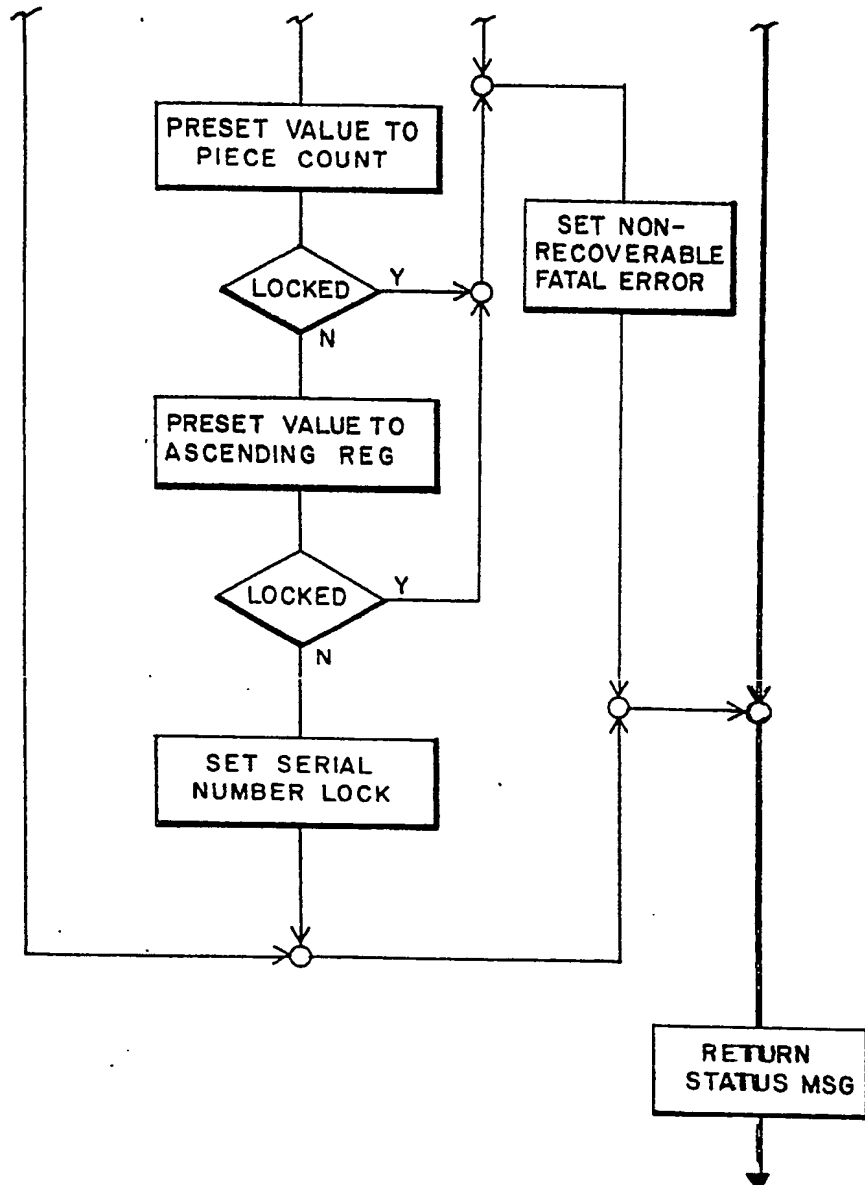 PRESET VALUE TO
PIECE COUNT
SET NON-
RECOVERABLE
FATAL ERROR
LOCKED
Y
N
PRESET VALUE TO
ASCENDING REG
LOCKED
Y
N
SET SERIAL
NUMBER LOCK
RETURN
STATUS MSG